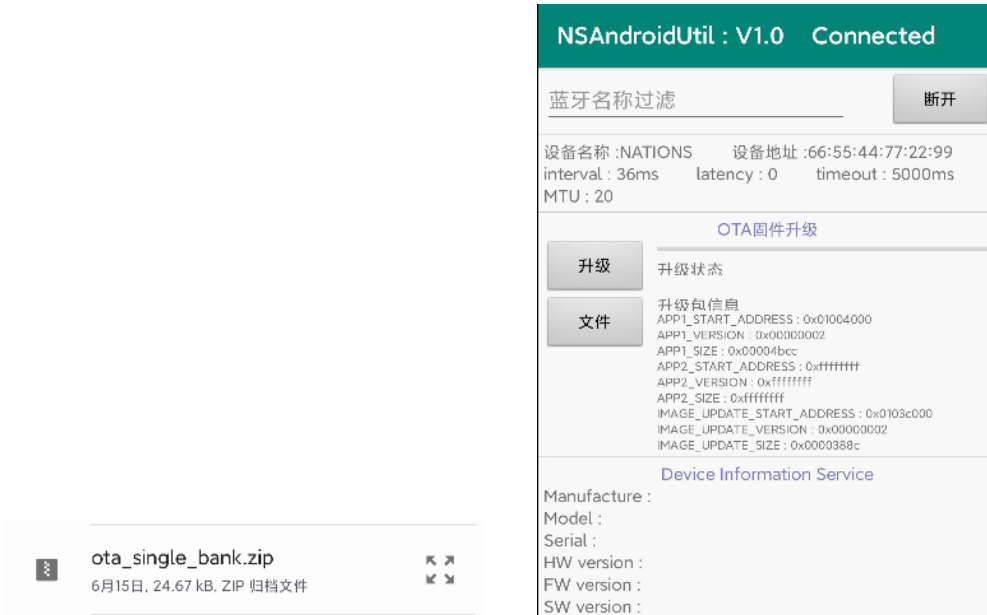 ota_single_bank.zip
6月15日, 24.67 kB, ZIP 归档文件
NSAndroidUtil : V1.0 Connected
蓝牙名称过滤
断开
设备名称 :NATIONS 设备地址 :66:55:44:77:22:99
interval : 36ms latency : 0 timeout : 5000ms
MTU : 20
OTA固件升级
升级
升级状态
文件
升级包信息
APP1_START_ADDRESS : 0x01004000
APP1_VERSION : 0x00000002
APP1_SIZE : 0x00004bcc
APP2_START_ADDRESS : 0xffffffff
APP2_VERSION : 0xffffffff
APP2_SIZE : 0xffffffff
IMAGE_UPDATE_START_ADDRESS : 0x0103c000
IMAGE_UPDATE_VERSION : 0x00000002
IMAGE_UPDATE_SIZE : 0x0000388c
Device Information Service
Manufacture :
Model :
Serial :
HW version :
FW version :
SW version :